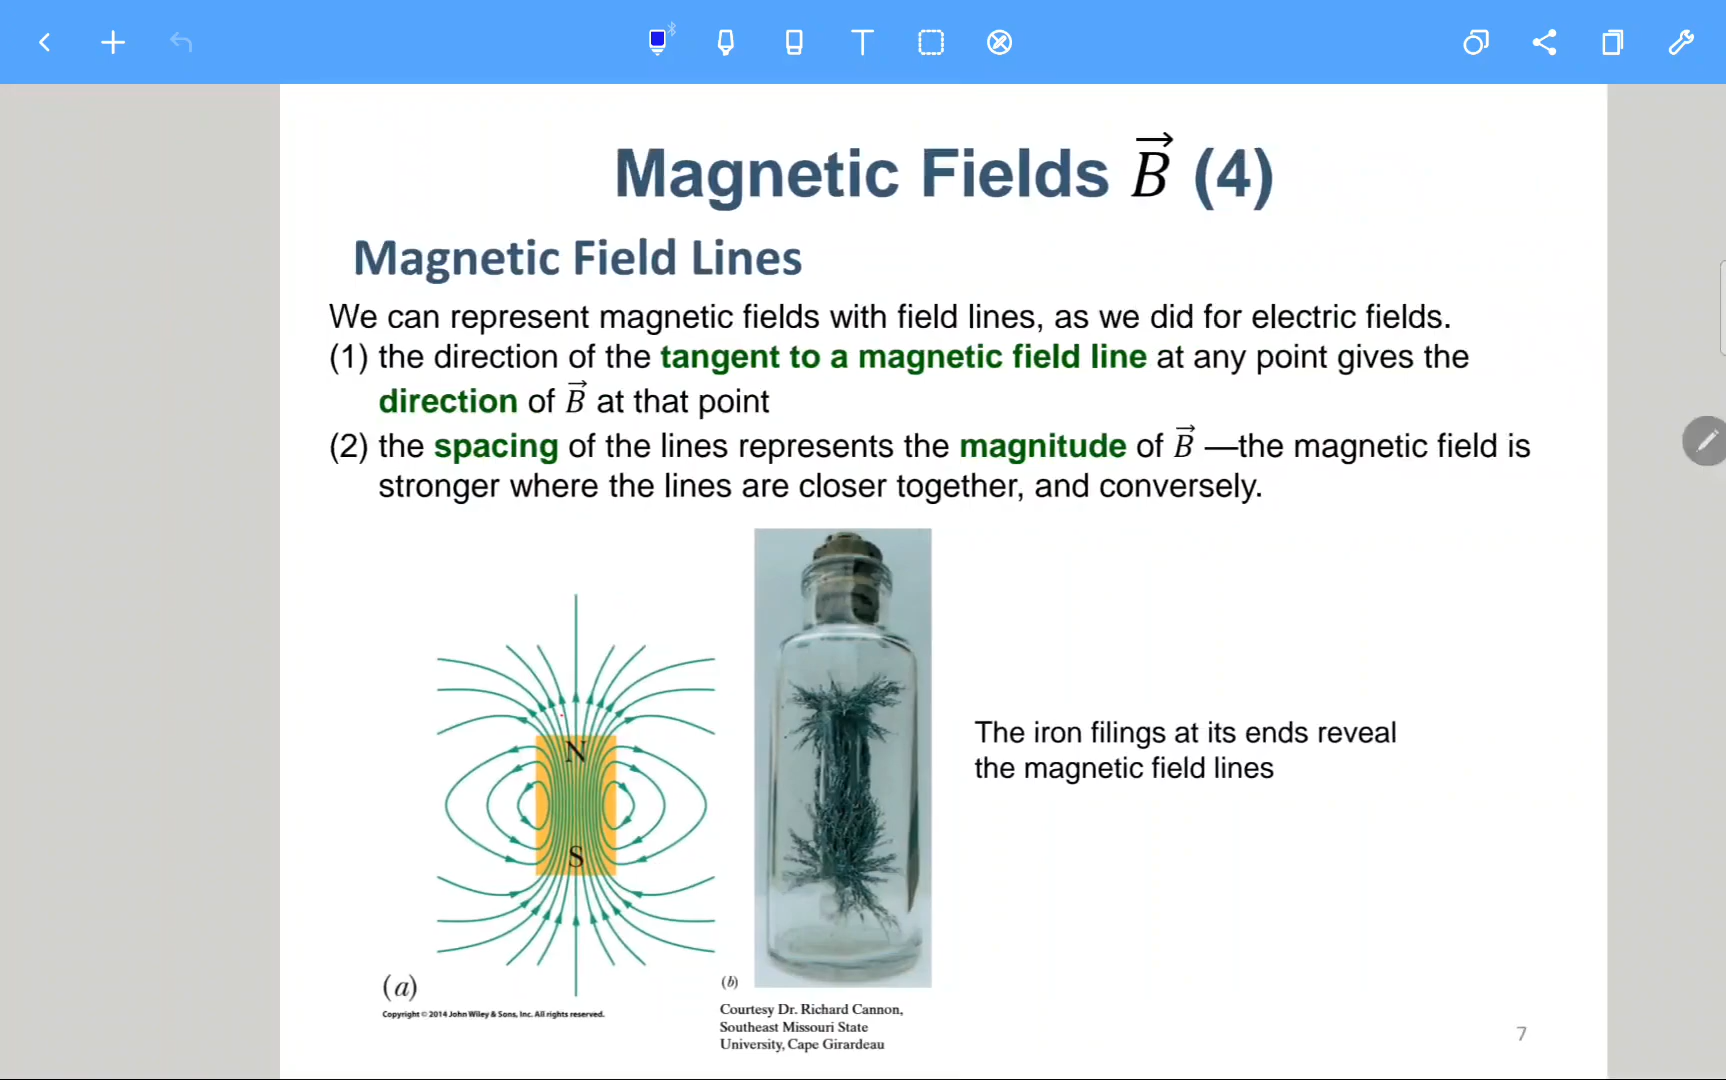 Magnetic Fields B⃗ (4)
Magnetic Field Lines
We can represent magnetic fields with field lines, as we did for electric fields.
(1) the direction of the tangent to a magnetic field line at any point gives the
direction of B⃗ at that point
(2) the spacing of the lines represents the magnitude of B⃗ —the magnetic field is
stronger where the lines are closer together, and conversely.
N
S
The iron filings at its ends reveal
the magnetic field lines
(a)
Copyright © 2014 John Wiley & Sons, Inc. All rights reserved.
(b)
Courtesy Dr. Richard Cannon,
Southeast Missouri State
University, Cape Girardeau
7